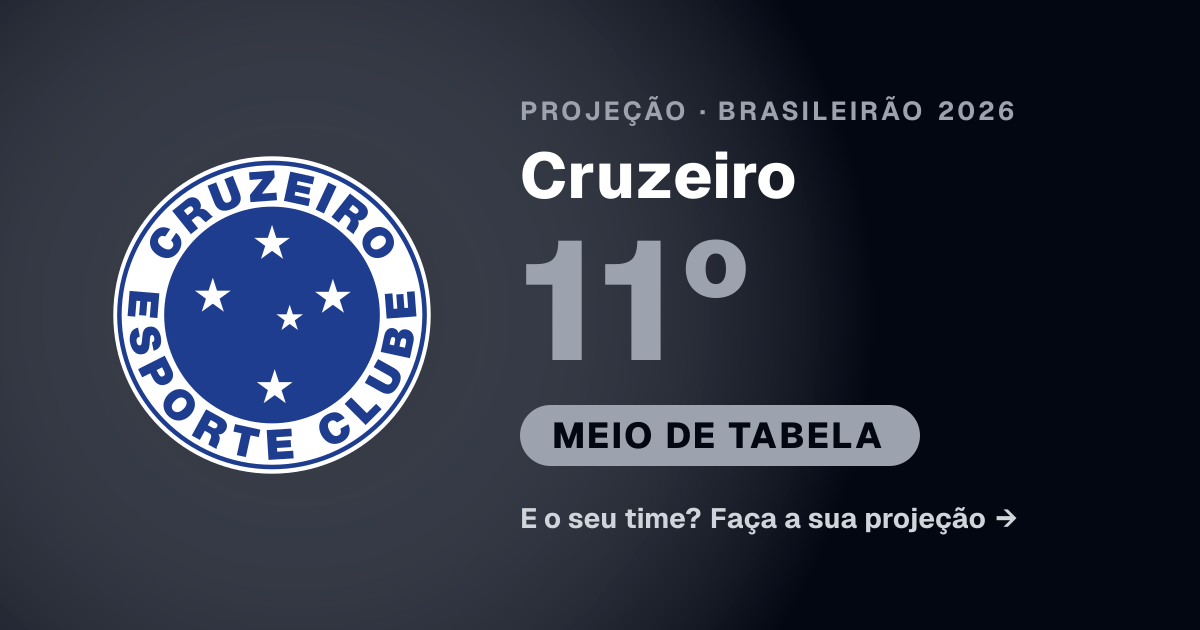 CRUZEIRO
ESPORTE CLUBE
PROJEÇÃO · BRASILEIRÃO 2026
Cruzeiro
11º
MEIO DE TABELA
E o seu time? Faça a sua projeção →